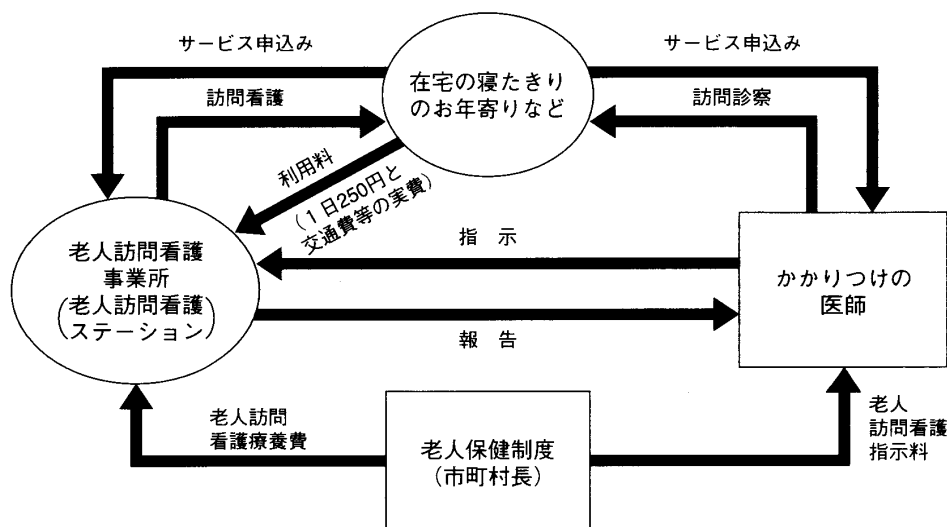 サービス申込み
サービス申込み
在宅の寝たきり
のお年寄りなど
訪問看護
訪問診察
利用料
(1日250円と
交通費等の実費)
老人訪問看護
事業所
(老人訪問看護
ステーション)
指 示
かかりつけの
医師
報 告
老人訪問
看護療養費
老人保健制度
(市町村長)
老人
訪問看護
指示料